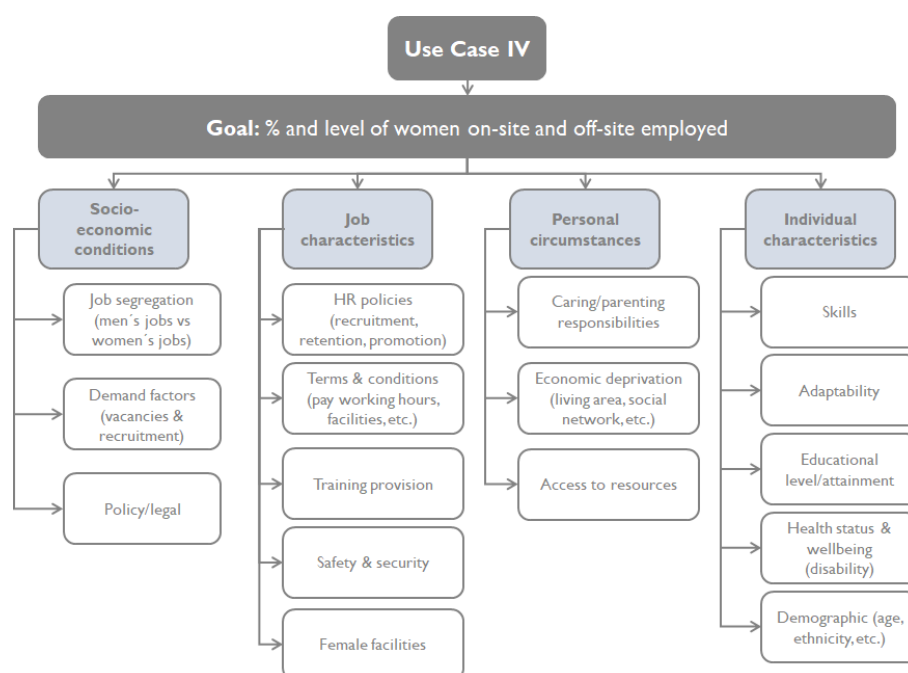 Use Case IV
Goal: % and level of women on-site and off-site employed
Socio-
economic
conditions
Job segregation
(men´s jobs vs
women´s jobs)
Demand factors
(vacancies &
recruitment)
Policy/legal
Job
characteristics
HR policies
(recruitment,
retention, promotion)
Terms & conditions
(pay working hours,
facilities, etc.)
Training provision
Safety & security
Female facilities
Personal
circumstances
Caring/parenting
responsibilities
Economic deprivation
(living area, social
network, etc.)
Access to resources
Individual
characteristics
Skills
Adaptability
Educational
level/attainment
Health status &
wellbeing
(disability)
Demographic (age,
ethnicity, etc.)